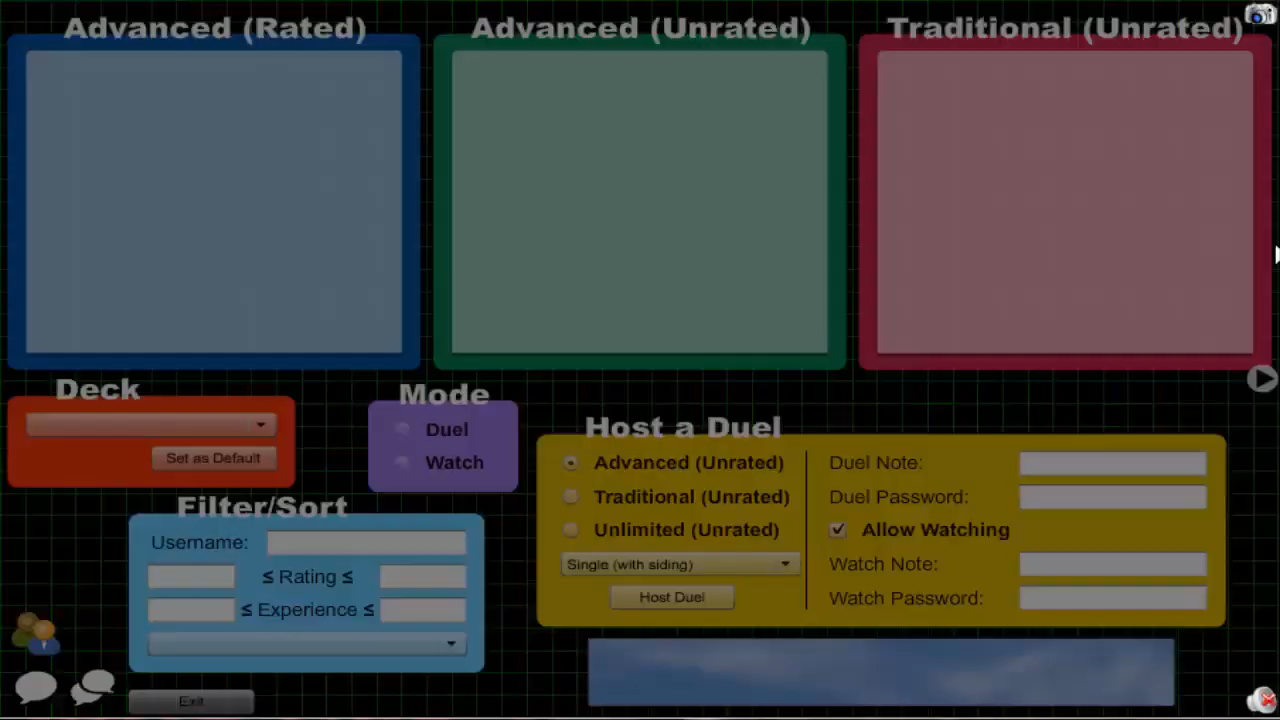 Advanced (Rated)
Advanced (Unrated)
Traditional (Unrated)
Deck
Set as Default
Mode
Duel
Watch
Host a Duel
Advanced (Unrated)
Traditional (Unrated)
Unlimited (Unrated)
Single (with siding)
Host Duel
Duel Note:
Duel Password:
Allow Watching
Watch Note:
Watch Password:
Filter/Sort
Username:
≤ Rating ≤
≤ Experience ≤
Exit